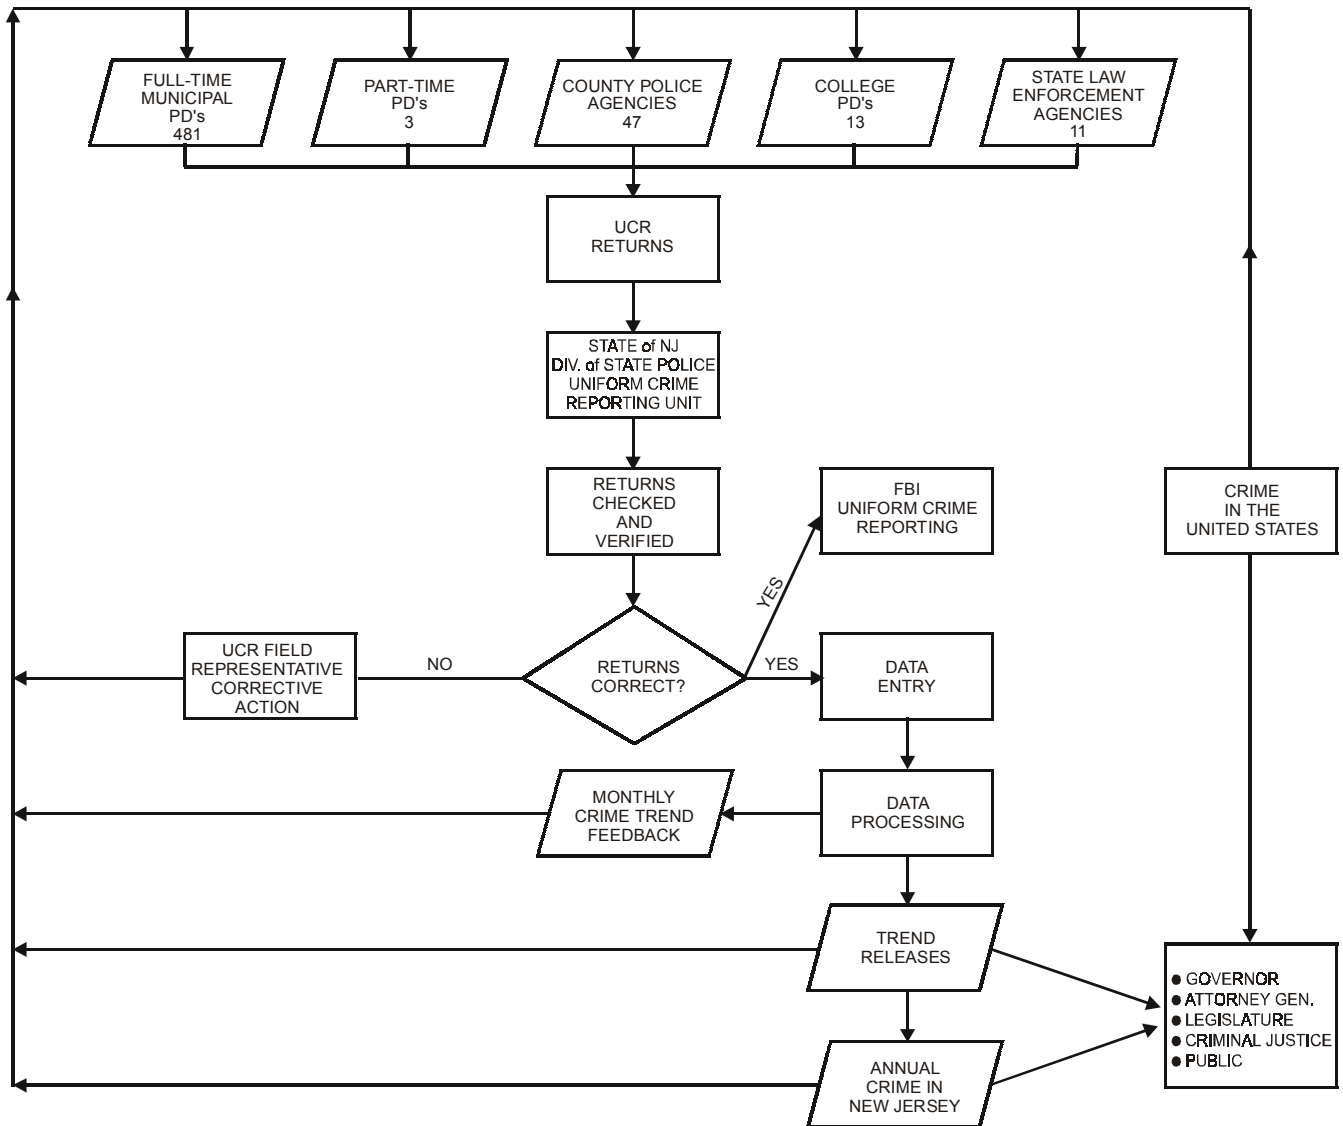 FULL-TIME
MUNICIPAL
PD's
481
PART-TIME
PD's
3
COUNTY POLICE
AGENCIES
47
COLLEGE
PD's
13
STATE LAW
ENFORCEMENT
AGENCIES
11
UCR
RETURNS
STATE of NJ
DIV. of STATE POLICE
UNIFORM CRIME
REPORTING UNIT
RETURNS
CHECKED
AND
VERIFIED
FBI
UNIFORM CRIME
REPORTING
CRIME
IN THE
UNITED STATES
YES
UCR FIELD
REPRESENTATIVE
CORRECTIVE
ACTION
NO
RETURNS
CORRECT?
YES
DATA
ENTRY
MONTHLY
CRIME TREND
FEEDBACK
DATA
PROCESSING
TREND
RELEASES
● GOVERNOR
● ATTORNEY GEN.
● LEGISLATURE
● CRIMINAL JUSTICE
● PUBLIC
ANNUAL
CRIME IN
NEW JERSEY